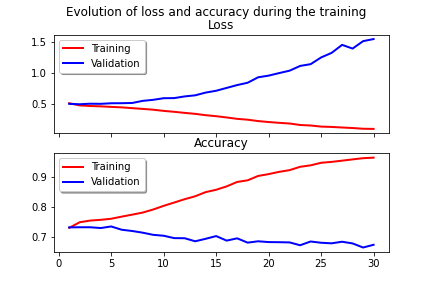 Evolution of loss and accuracy during the training
Loss
1.5
1.0
0.5
Training
Validation
Accuracy
0.9
0.8
0.7
Training
Validation
0 5 10 15 20 25 30